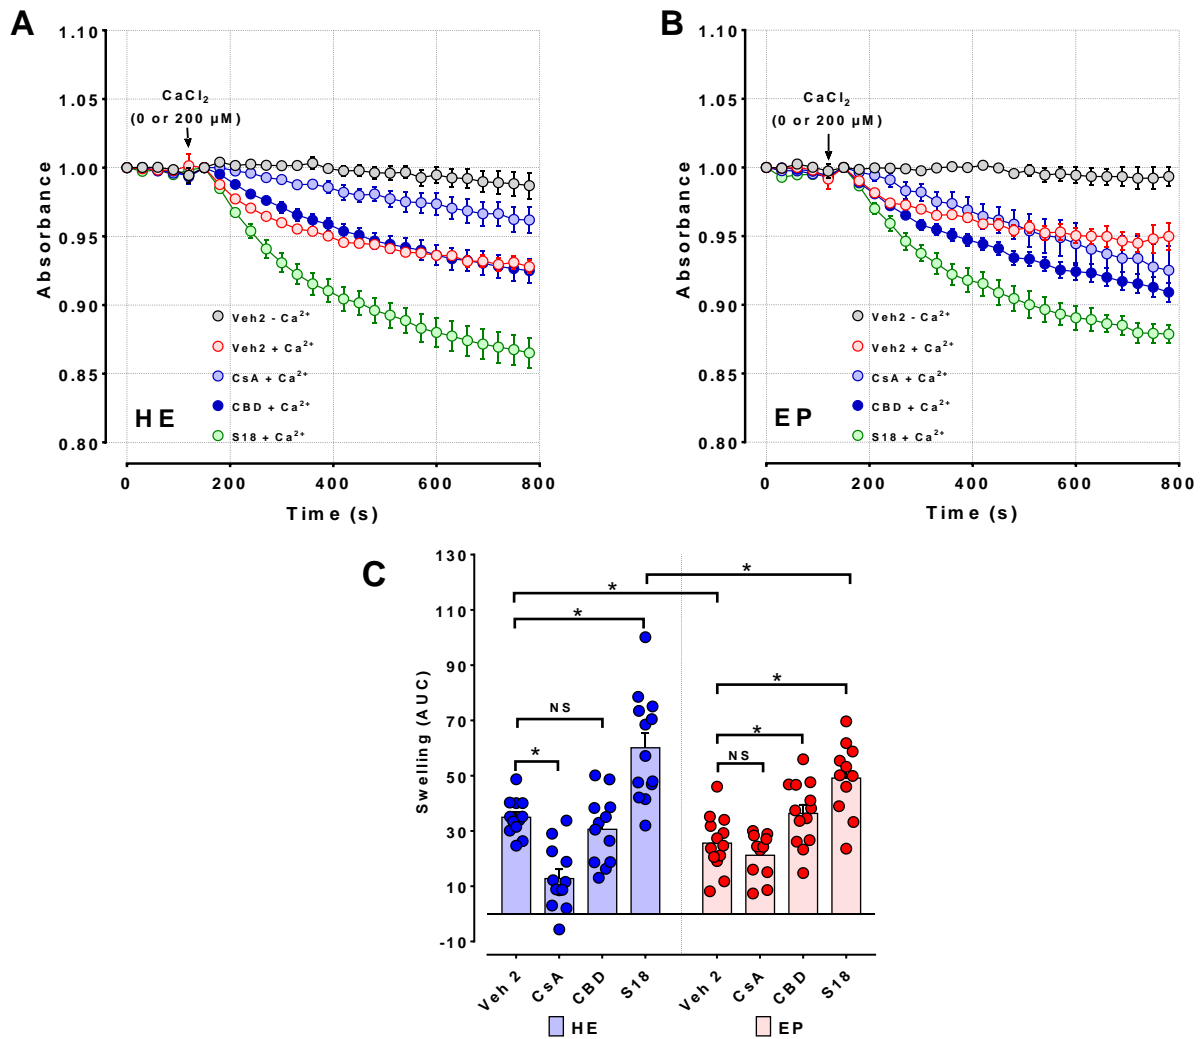 A
1.10
1.05
1.00
0.95
0.90
0.85
0.80
Absorbance
CaCl₂
(0 or 200 µM)
Veh2 - Ca²⁺
Veh2 + Ca²⁺
CsA + Ca²⁺
CBD + Ca²⁺
S18 + Ca²⁺
HE
0 200 400 600 800
Time (s)
B
1.10
1.05
1.00
0.95
0.90
0.85
0.80
Absorbance
CaCl₂
(0 or 200 µM)
Veh2 - Ca²⁺
Veh2 + Ca²⁺
CsA + Ca²⁺
CBD + Ca²⁺
S18 + Ca²⁺
EP
0 200 400 600 800
Time (s)
C
130
110
90
70
50
30
10
-10
Swelling (AUC)
*
*
*
NS
*
*
*
NS
Veh 2 CsA CBD S18 Veh 2 CsA CBD S18
HE EP